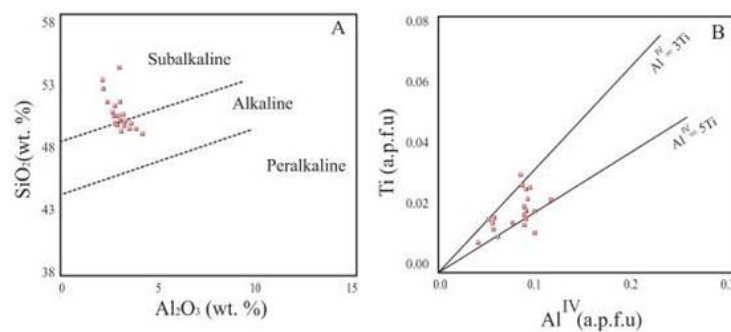 A
58
53
48
43
38
SiO₂(wt. %)
Subalkaline
Alkaline
Peralkaline
0
5
10
15
Al₂O₃ (wt. %)
B
0.08
0.06
0.04
0.02
0.00
Ti (a.p.f.u)
Al^IV = 3Ti
Al^IV = 5Ti
0.0
0.1
0.2
0.3
Al^IV (a.p.f.u)